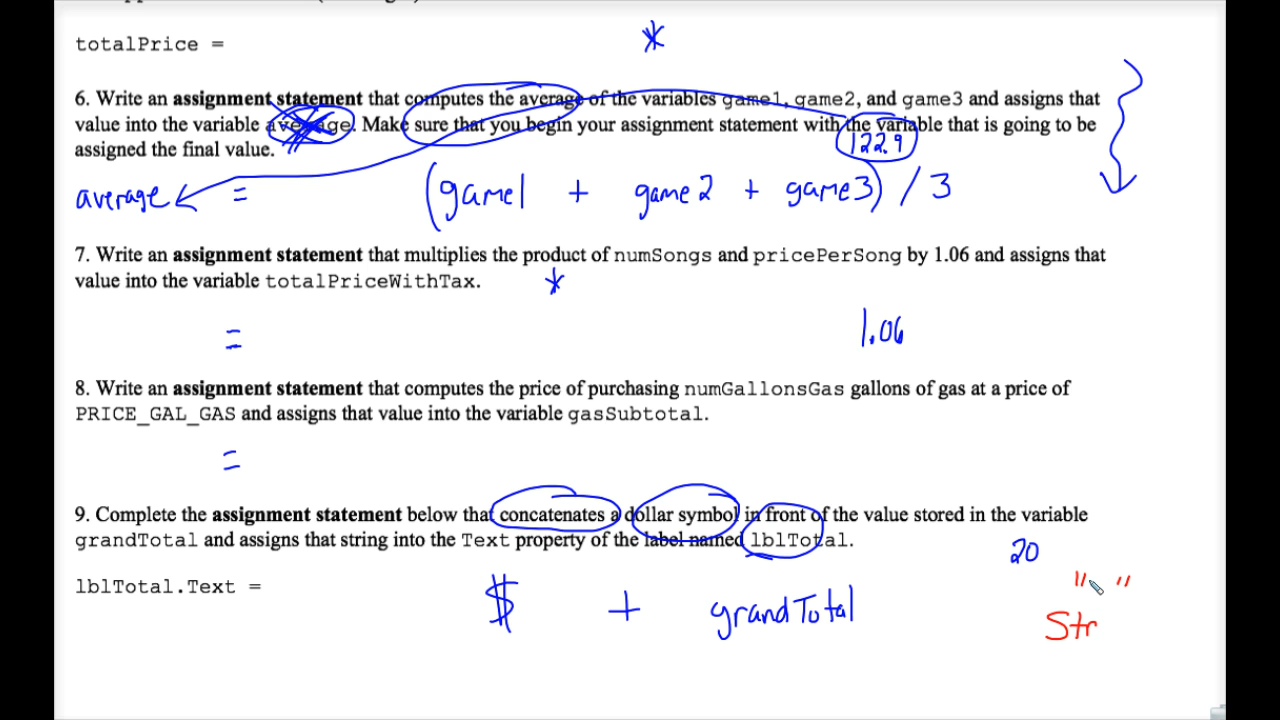 totalPrice =
*
6. Write an assignment statement that computes the average of the variables game1, game2, and game3 and assigns that
value into the variable average. Make sure that you begin your assignment statement with the variable that is going to be
assigned the final value.
122.9
average = (game1 + game2 + game3) / 3
7. Write an assignment statement that multiplies the product of numSongs and pricePerSong by 1.06 and assigns that
value into the variable totalPriceWithTax.
*
= 1.06
8. Write an assignment statement that computes the price of purchasing numGallonsGas gallons of gas at a price of
PRICE_GAL_GAS and assigns that value into the variable gasSubtotal.
=
9. Complete the assignment statement below that concatenates a dollar symbol in front of the value stored in the variable
grandTotal and assigns that string into the Text property of the label named lblTotal.
20
lblTotal.Text = $ + grandTotal
" "
Str